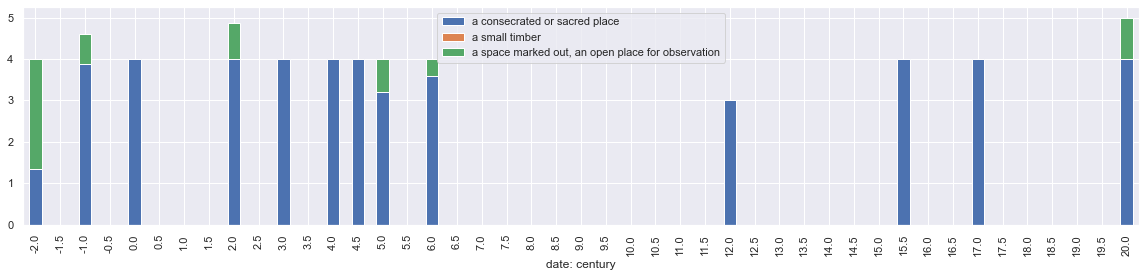 a consecrated or sacred place
a small timber
a space marked out, an open place for observation
5
4
3
2
1
0
-2.0 -1.5 -1.0 -0.5 0.0 0.5 1.0 1.5 2.0 2.5 3.0 3.5 4.0 4.5 5.0 5.5 6.0 6.5 7.0 7.5 8.0 8.5 9.0 9.5 10.0 10.5 11.0 11.5 12.0 12.5 13.0 13.5 14.0 14.5 15.0 15.5 16.0 16.5 17.0 17.5 18.0 18.5 19.0 19.5 20.0
date: century